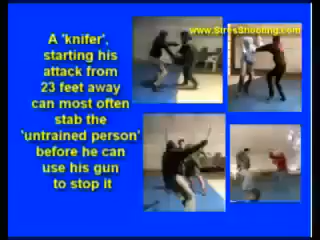 www.StressShooting.com
A 'knifer',
starting his
attack from
23 feet away
can most often
stab the
'untrained person'
before he can
use his gun
to stop it